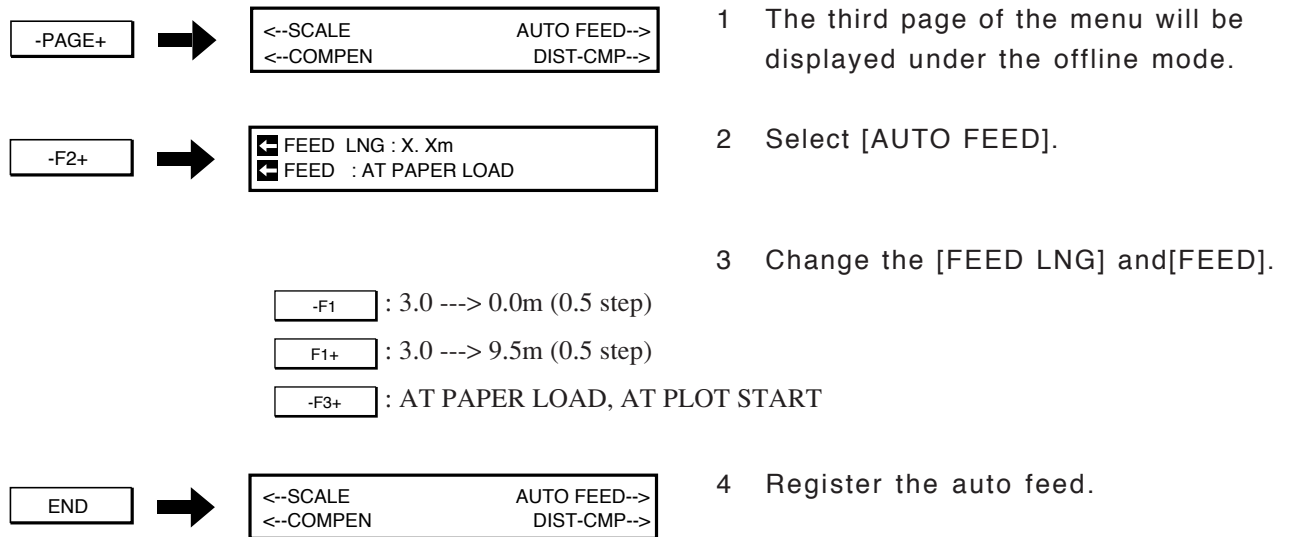 -PAGE+
<--SCALE AUTO FEED-->
<--COMPEN DIST-CMP-->
1 The third page of the menu will be
displayed under the offline mode.
-F2+
FEED LNG : X. Xm
FEED : AT PAPER LOAD
2 Select [AUTO FEED].
3 Change the [FEED LNG] and[FEED].
-F1 : 3.0 ---> 0.0m (0.5 step)
F1+ : 3.0 ---> 9.5m (0.5 step)
-F3+ : AT PAPER LOAD, AT PLOT START
END
<--SCALE AUTO FEED-->
<--COMPEN DIST-CMP-->
4 Register the auto feed.